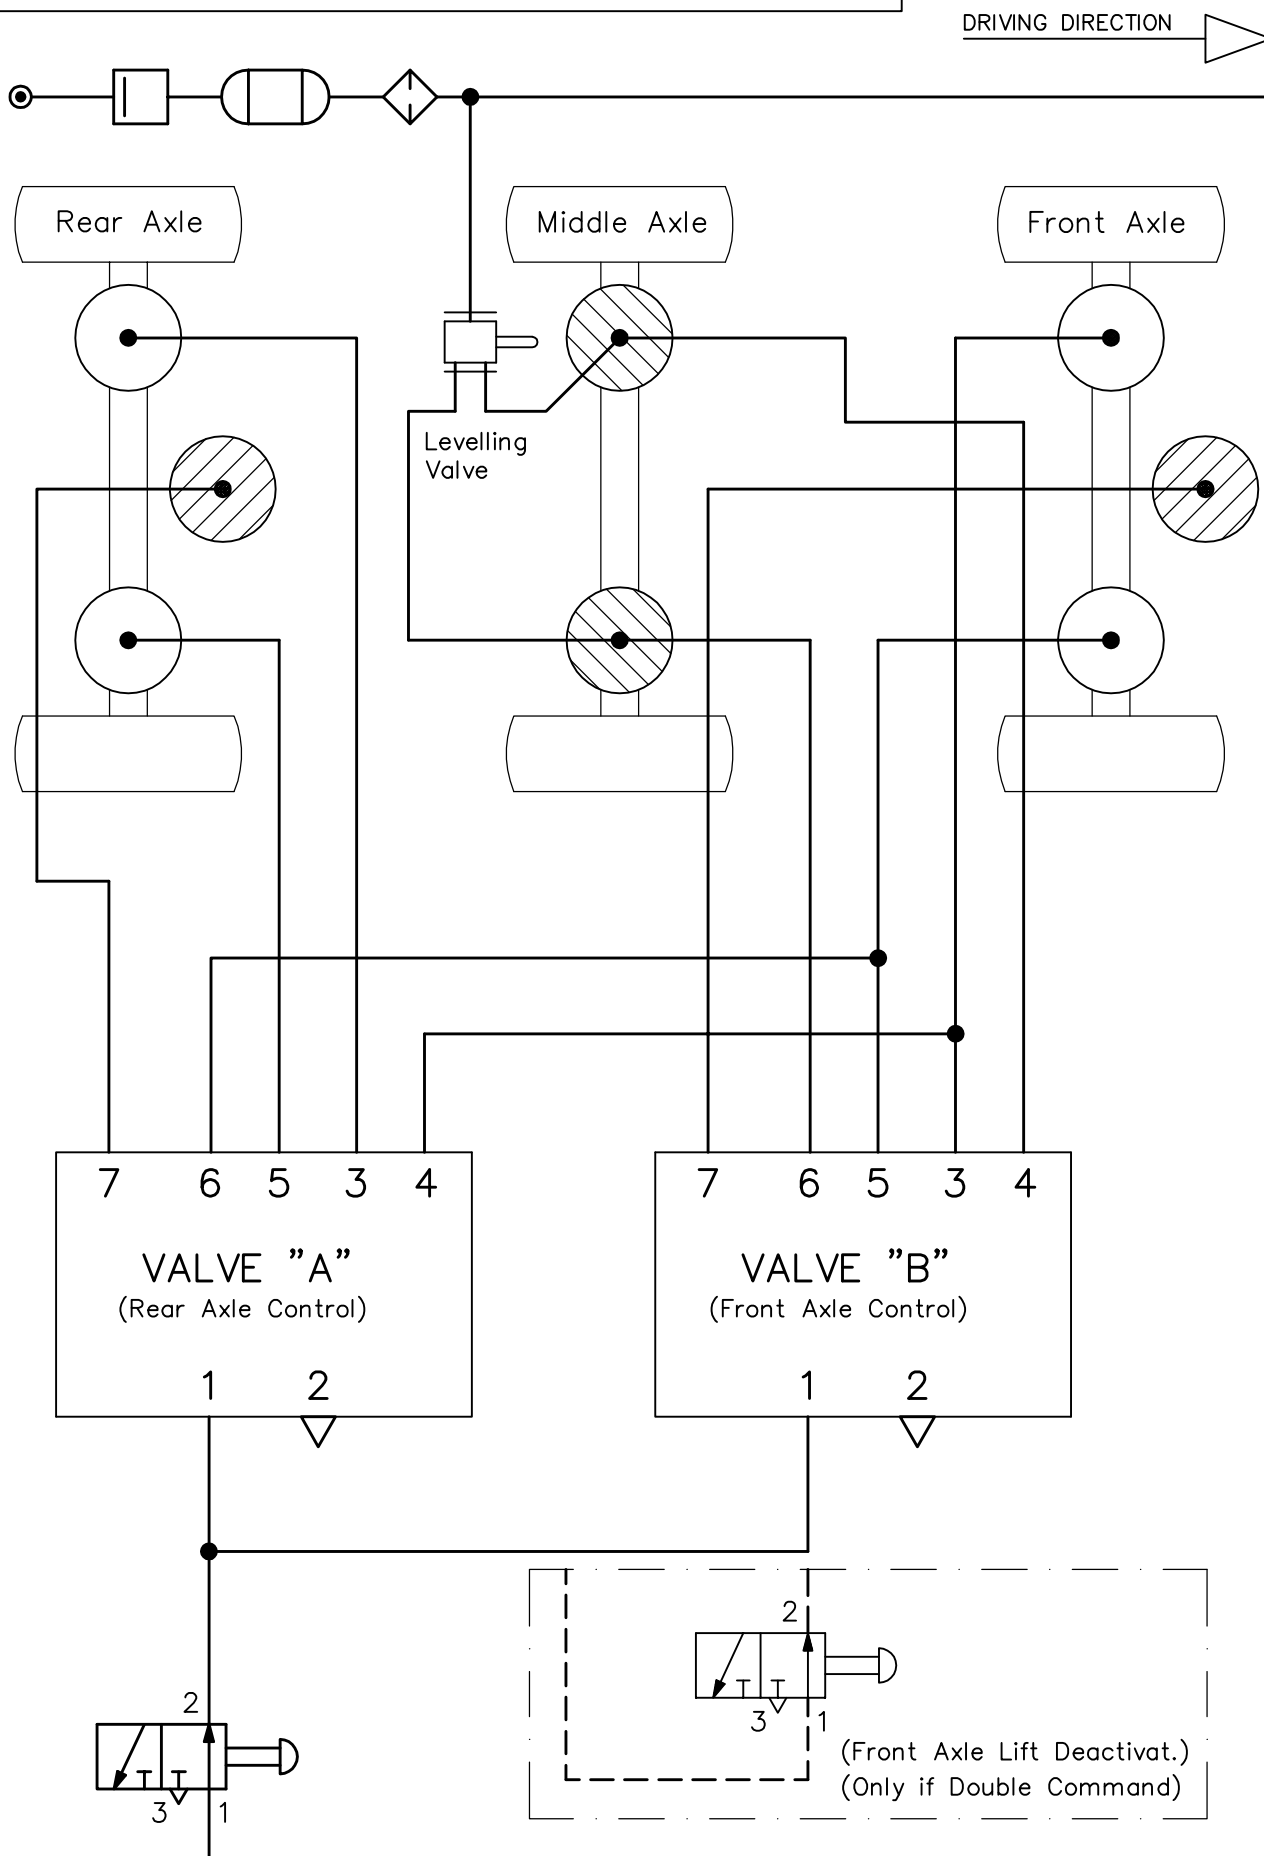 DRIVING DIRECTION
Rear Axle
Middle Axle
Front Axle
Levelling
Valve
7 6 5 3 4
VALVE "A"
(Rear Axle Control)
1 2
7 6 5 3 4
VALVE "B"
(Front Axle Control)
1 2
2
3 1
2
3 1
(Front Axle Lift Deactivat.)
(Only if Double Command)